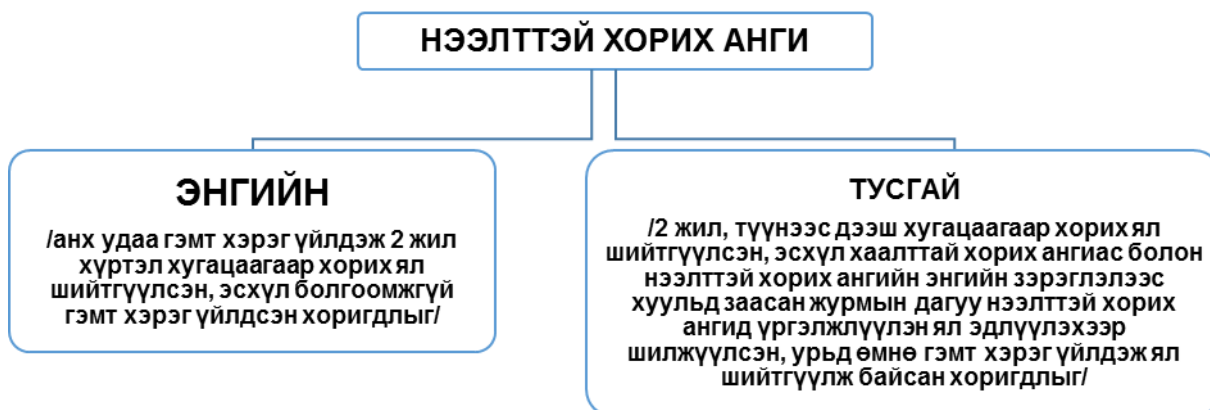 НЭЭЛТТЭЙ ХОРИХ АНГИ
ЭНГИЙН
/анх удаа гэмт хэрэг үйлдэж 2 жил
хүртэл хугацаагаар хорих ял
шийтгүүлсэн, эсхүл болгоомжгүй
гэмт хэрэг үйлдсэн хоригдлыг/
ТУСГАЙ
/2 жил, түүнээс дээш хугацаагаар хорих ял
шийтгүүлсэн, эсхүл хаалттай хорих ангиас болон
нээлттэй хорих ангийн энгийн зэрэглэлээс
хуульд заасан журмын дагуу нээлттэй хорих
ангид үргэлжлүүлэн ял эдлүүлэхээр
шилжүүлсэн, урьд өмнө гэмт хэрэг үйлдэж ял
шийтгүүлж байсан хоригдлыг/